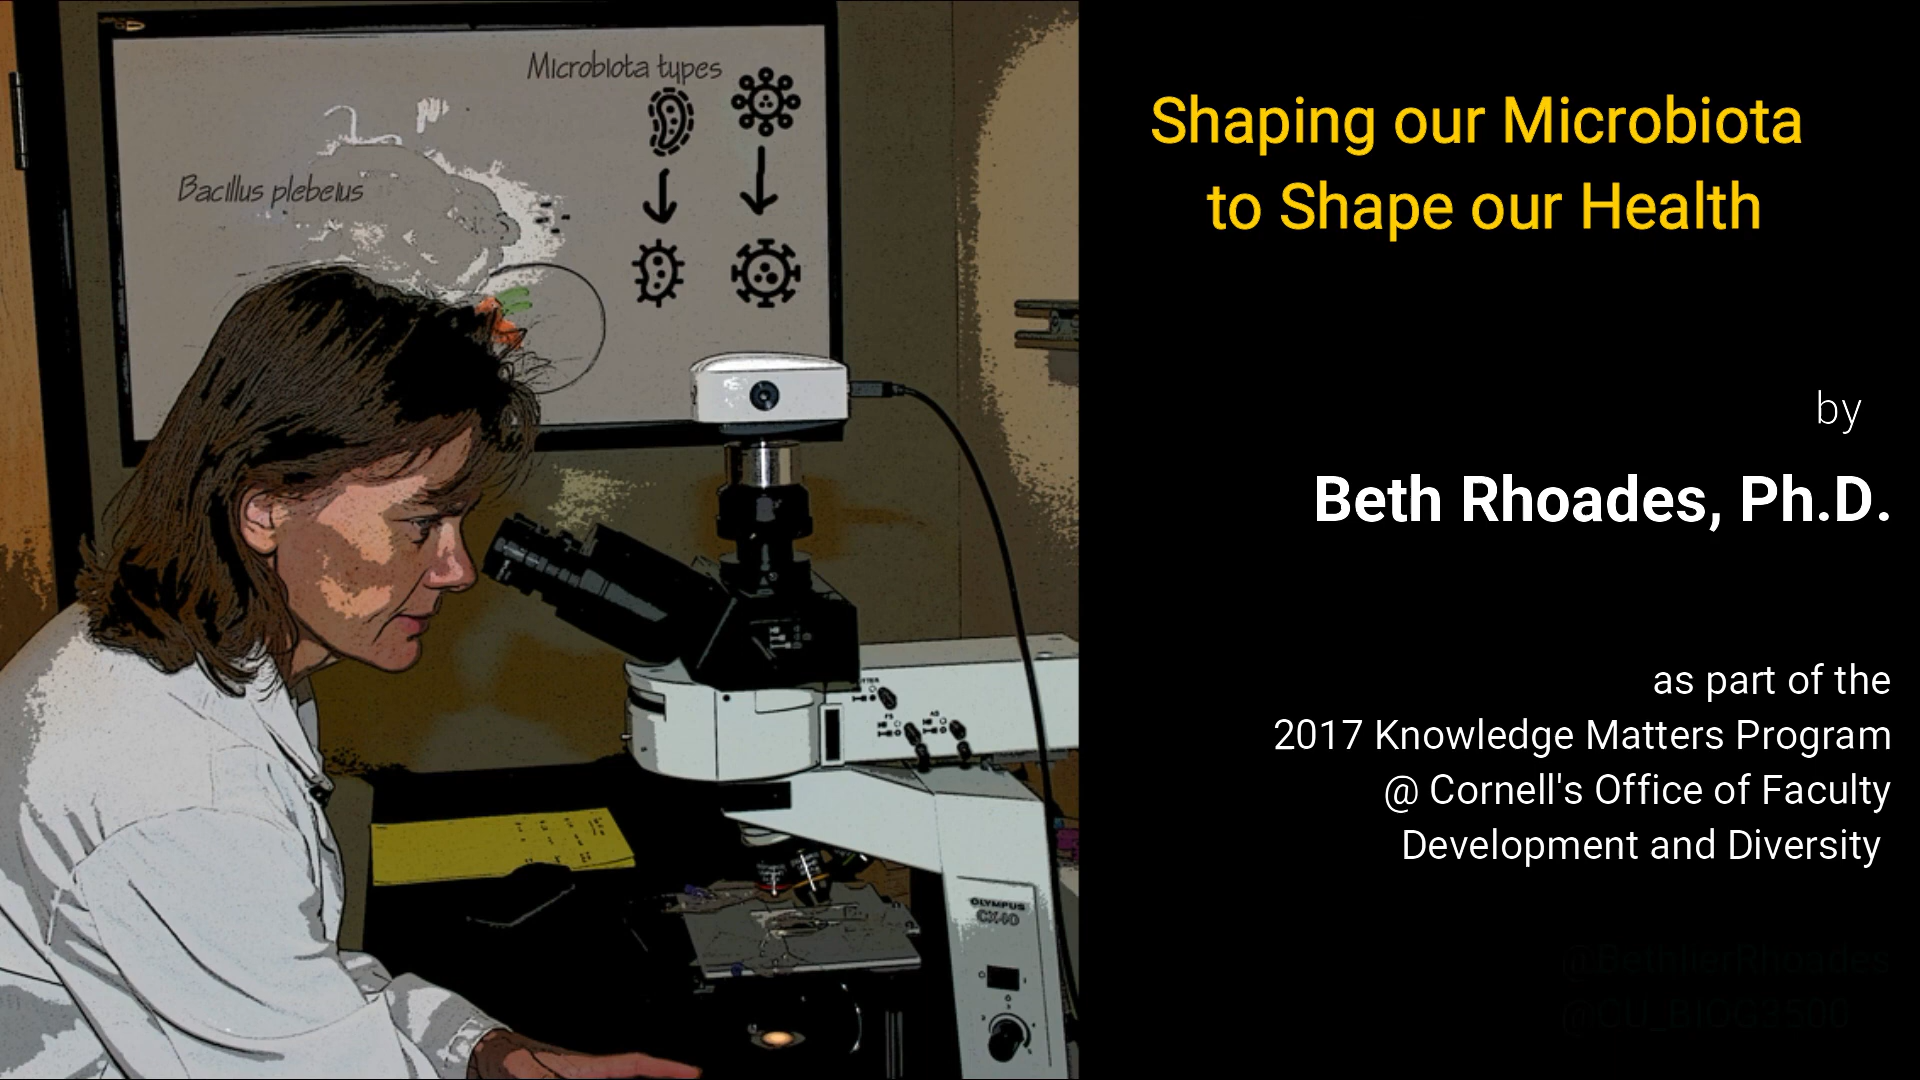 Microbiota types
Bacillus plebeius
OLYMPUS
Shaping our Microbiota
to Shape our Health
by
Beth Rhoades, Ph.D.
as part of the
2017 Knowledge Matters Program
@ Cornell's Office of Faculty
Development and Diversity
@CU_BIOG3500